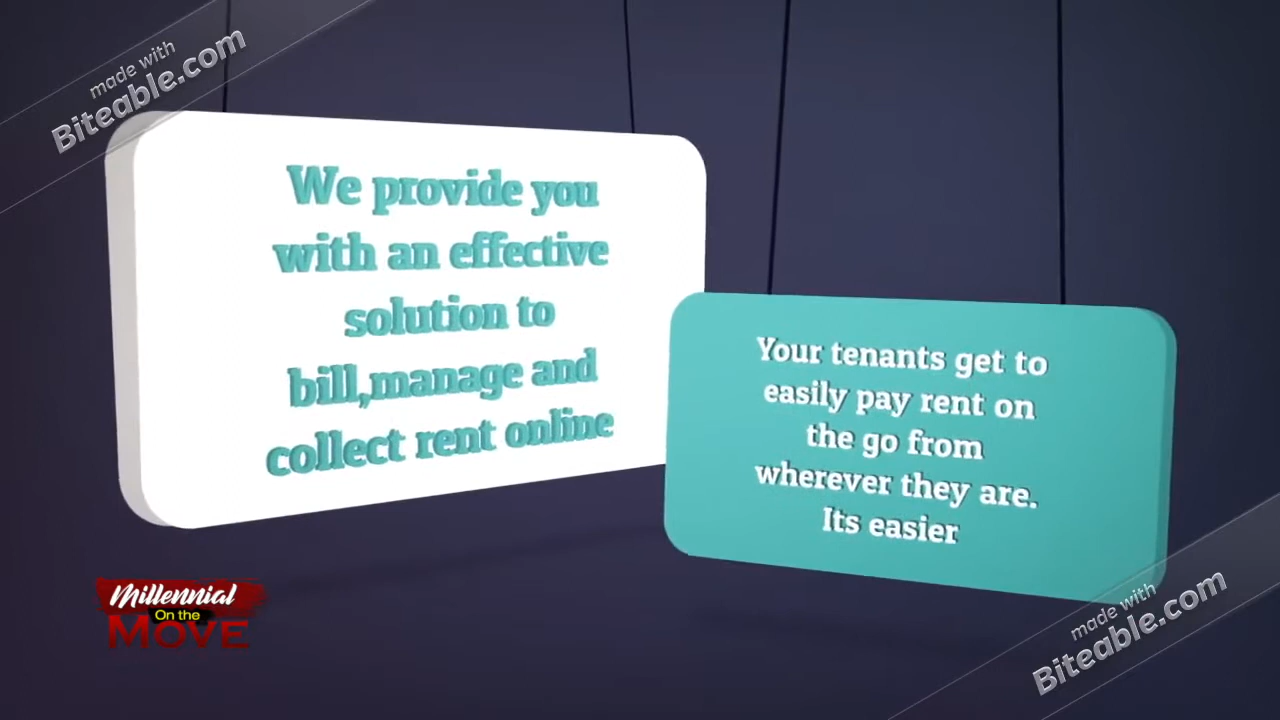 made with
Biteable.com
We provide you
with an effective
solution to
bill,manage and
collect rent online
Your tenants get to
easily pay rent on
the go from
wherever they are.
Its easier
Millennial
On the
MOVE
made with
Biteable.com